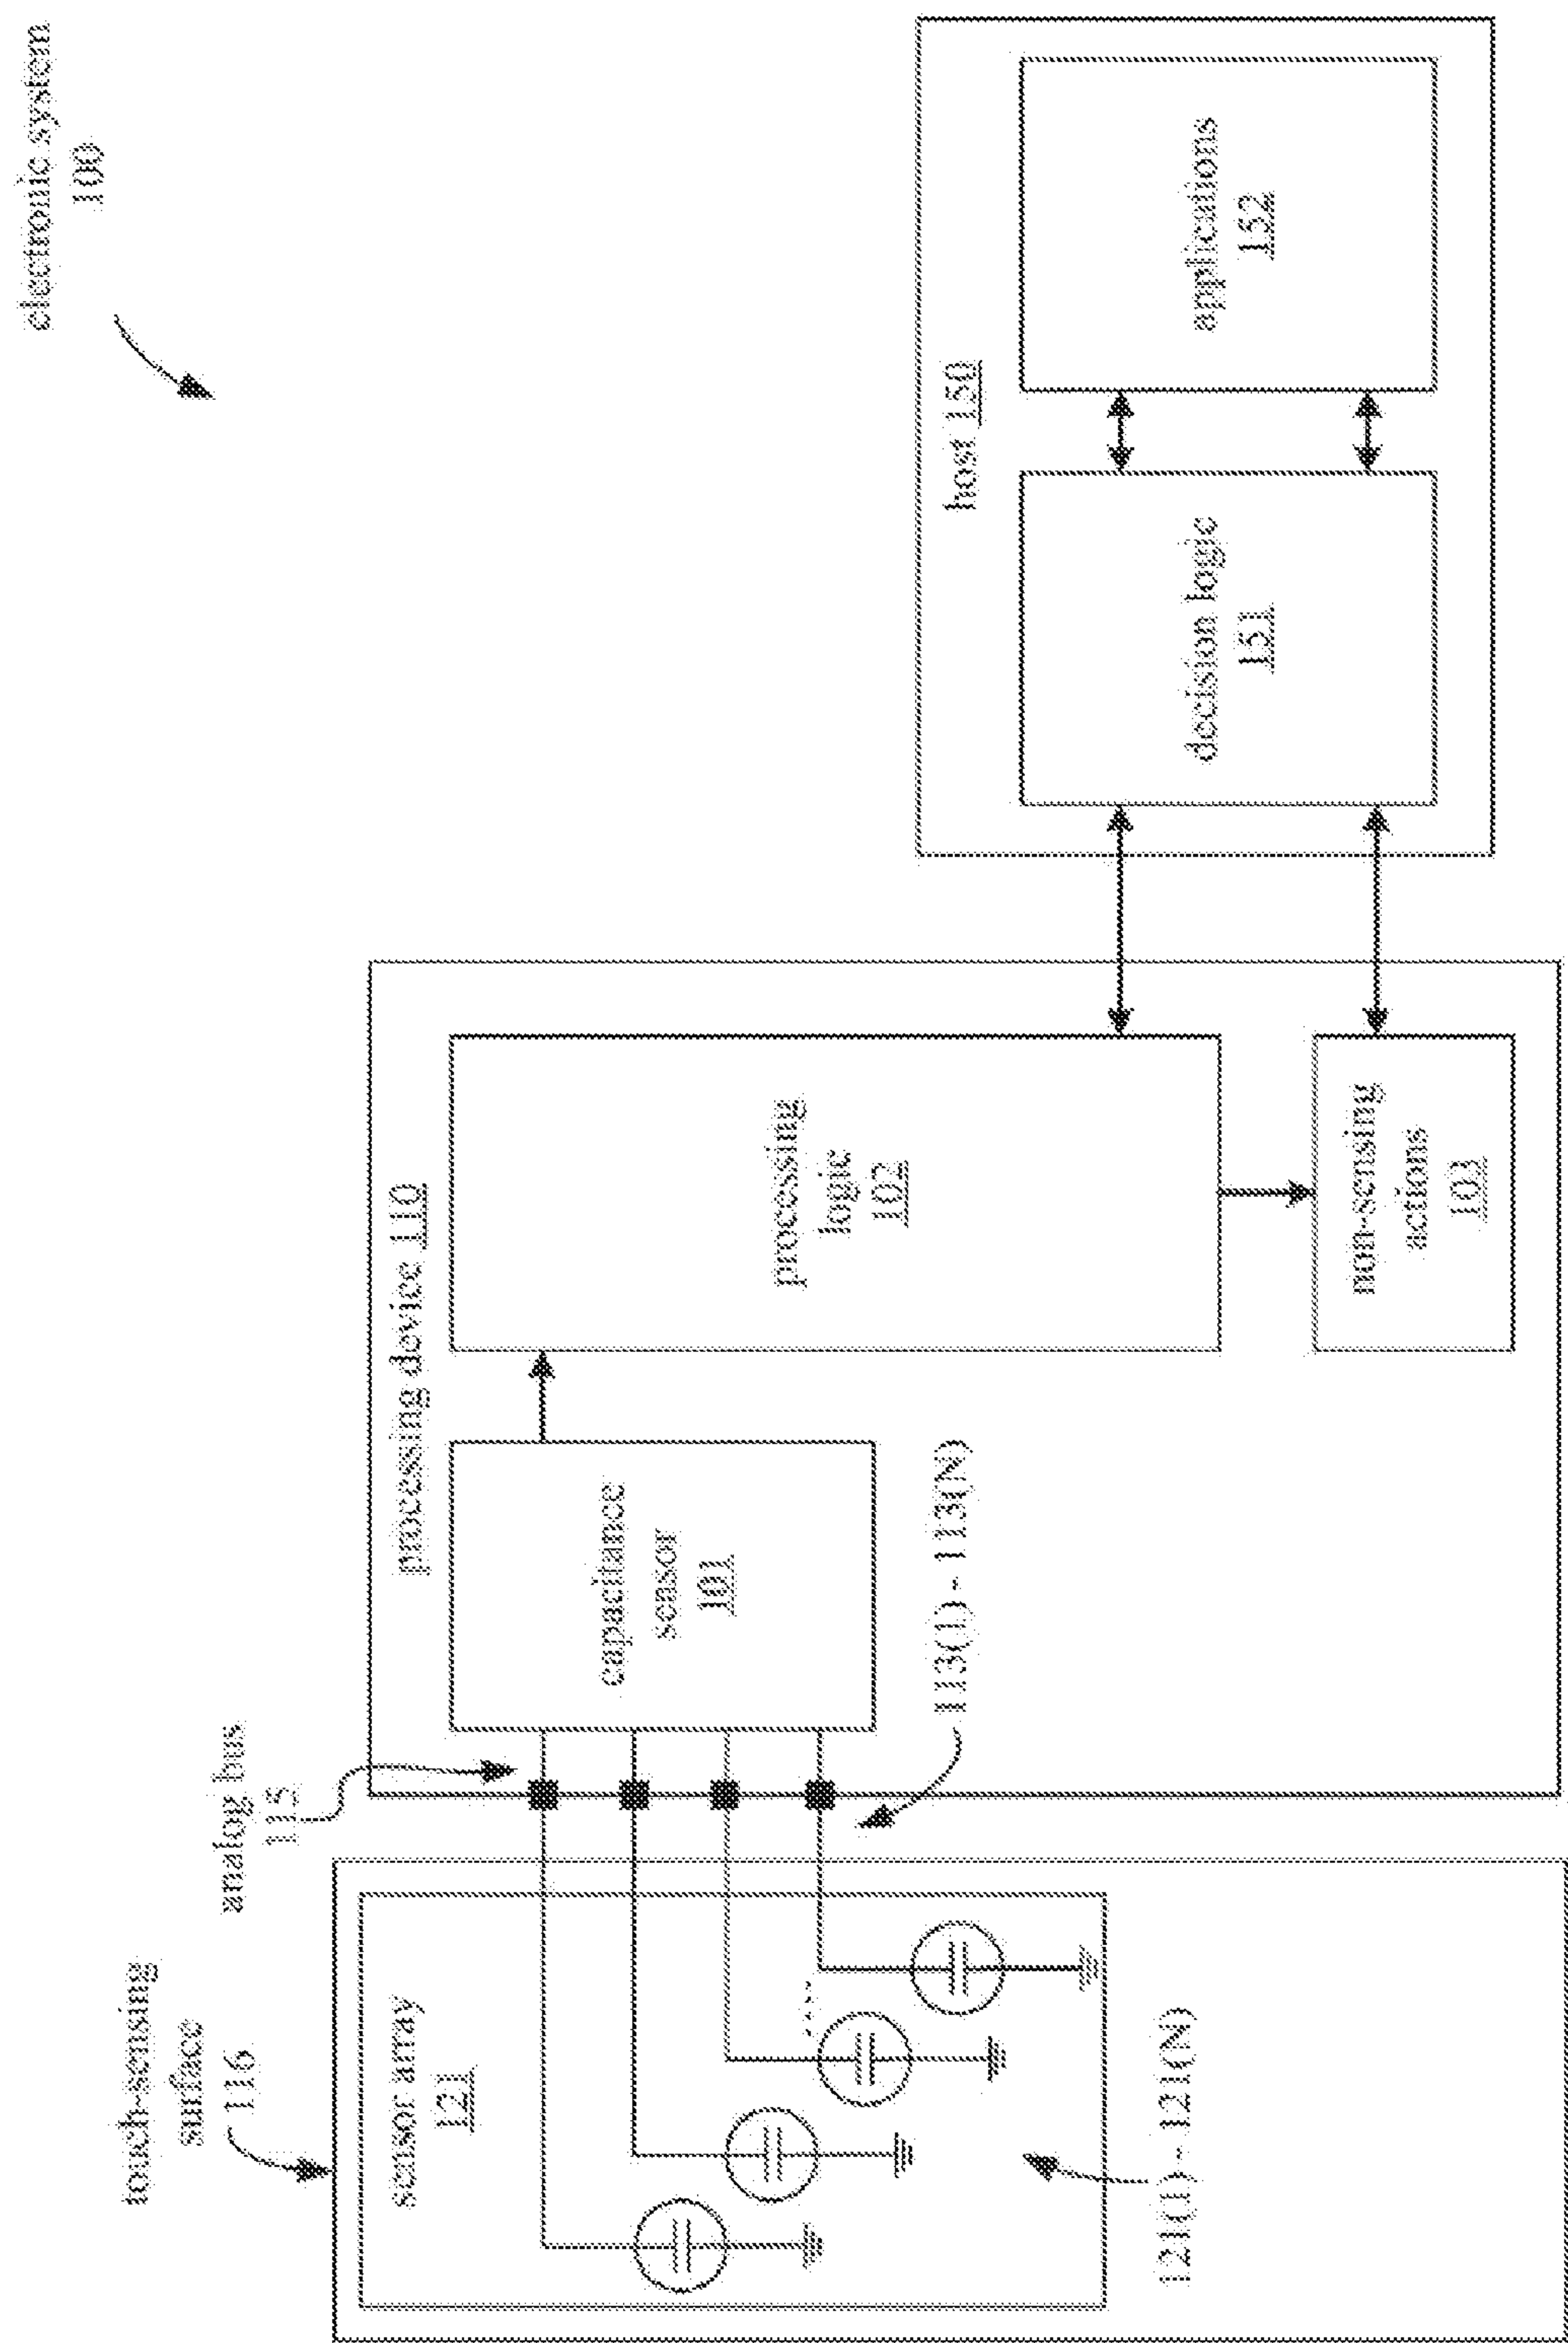 electronic system
100
touch-sensing
surface
116
analog bus
115
sensor array
121
121(1) - 121(N)
processing device 110
capacitance
sensor
101
113(1) - 113(N)
processing
logic
102
non-sensing
actions
103
host 150
decision logic
151
applications
152